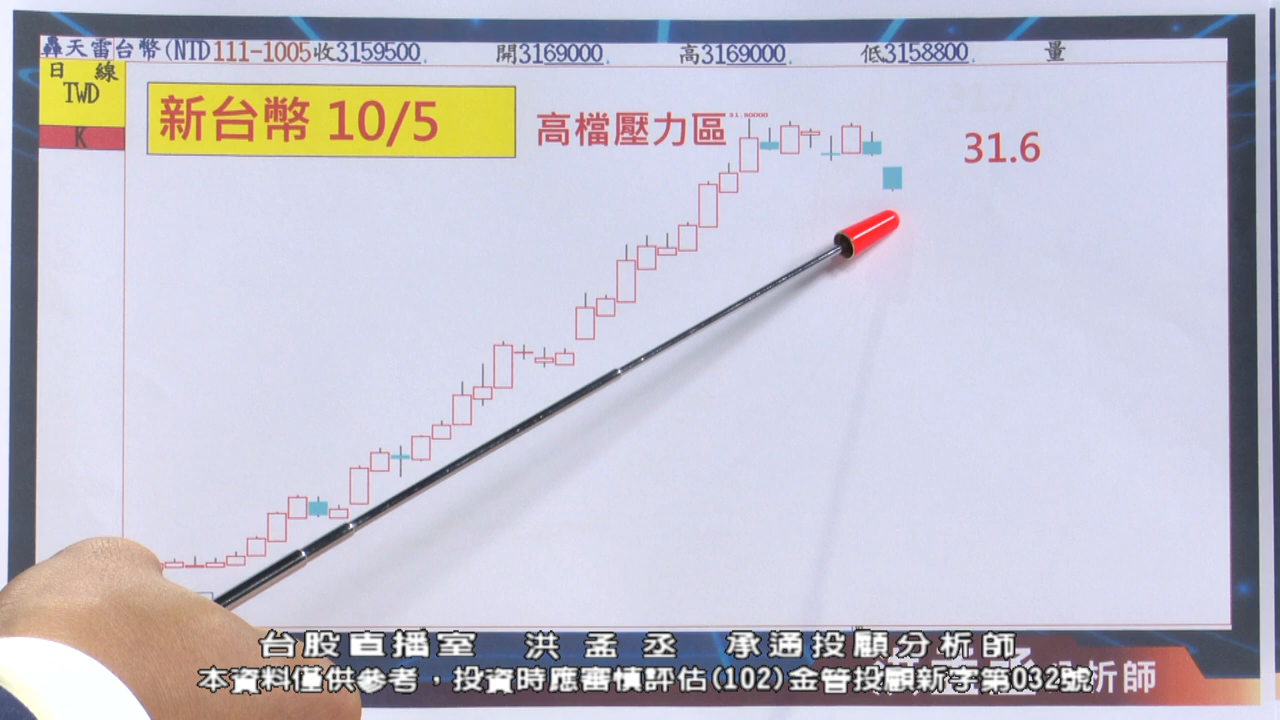 轟天雷台幣(NTD111-1005收3159500 開3169000 高3169000 低3158800 量
日 線
TWD
K
新台幣 10/5
高檔壓力區
31.90000
31.6
台股直播室 洪孟丞 承通投顧分析師
本資料僅供參考，投資時應審慎評估(102)金管投顧新字第032號
析師